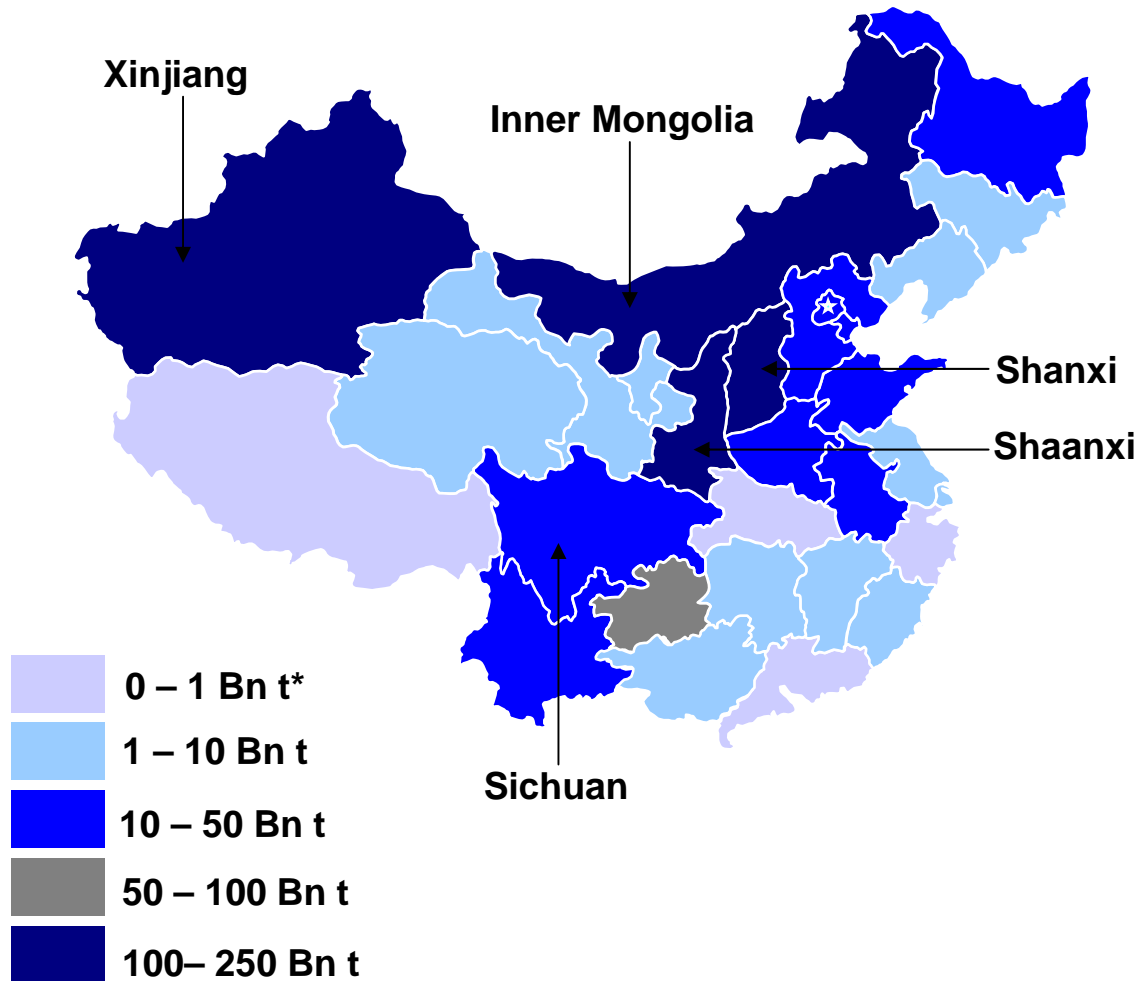 Xinjiang
Inner Mongolia
Shanxi
Shaanxi
Sichuan
0 – 1 Bn t*
1 – 10 Bn t
10 – 50 Bn t
50 – 100 Bn t
100– 250 Bn t